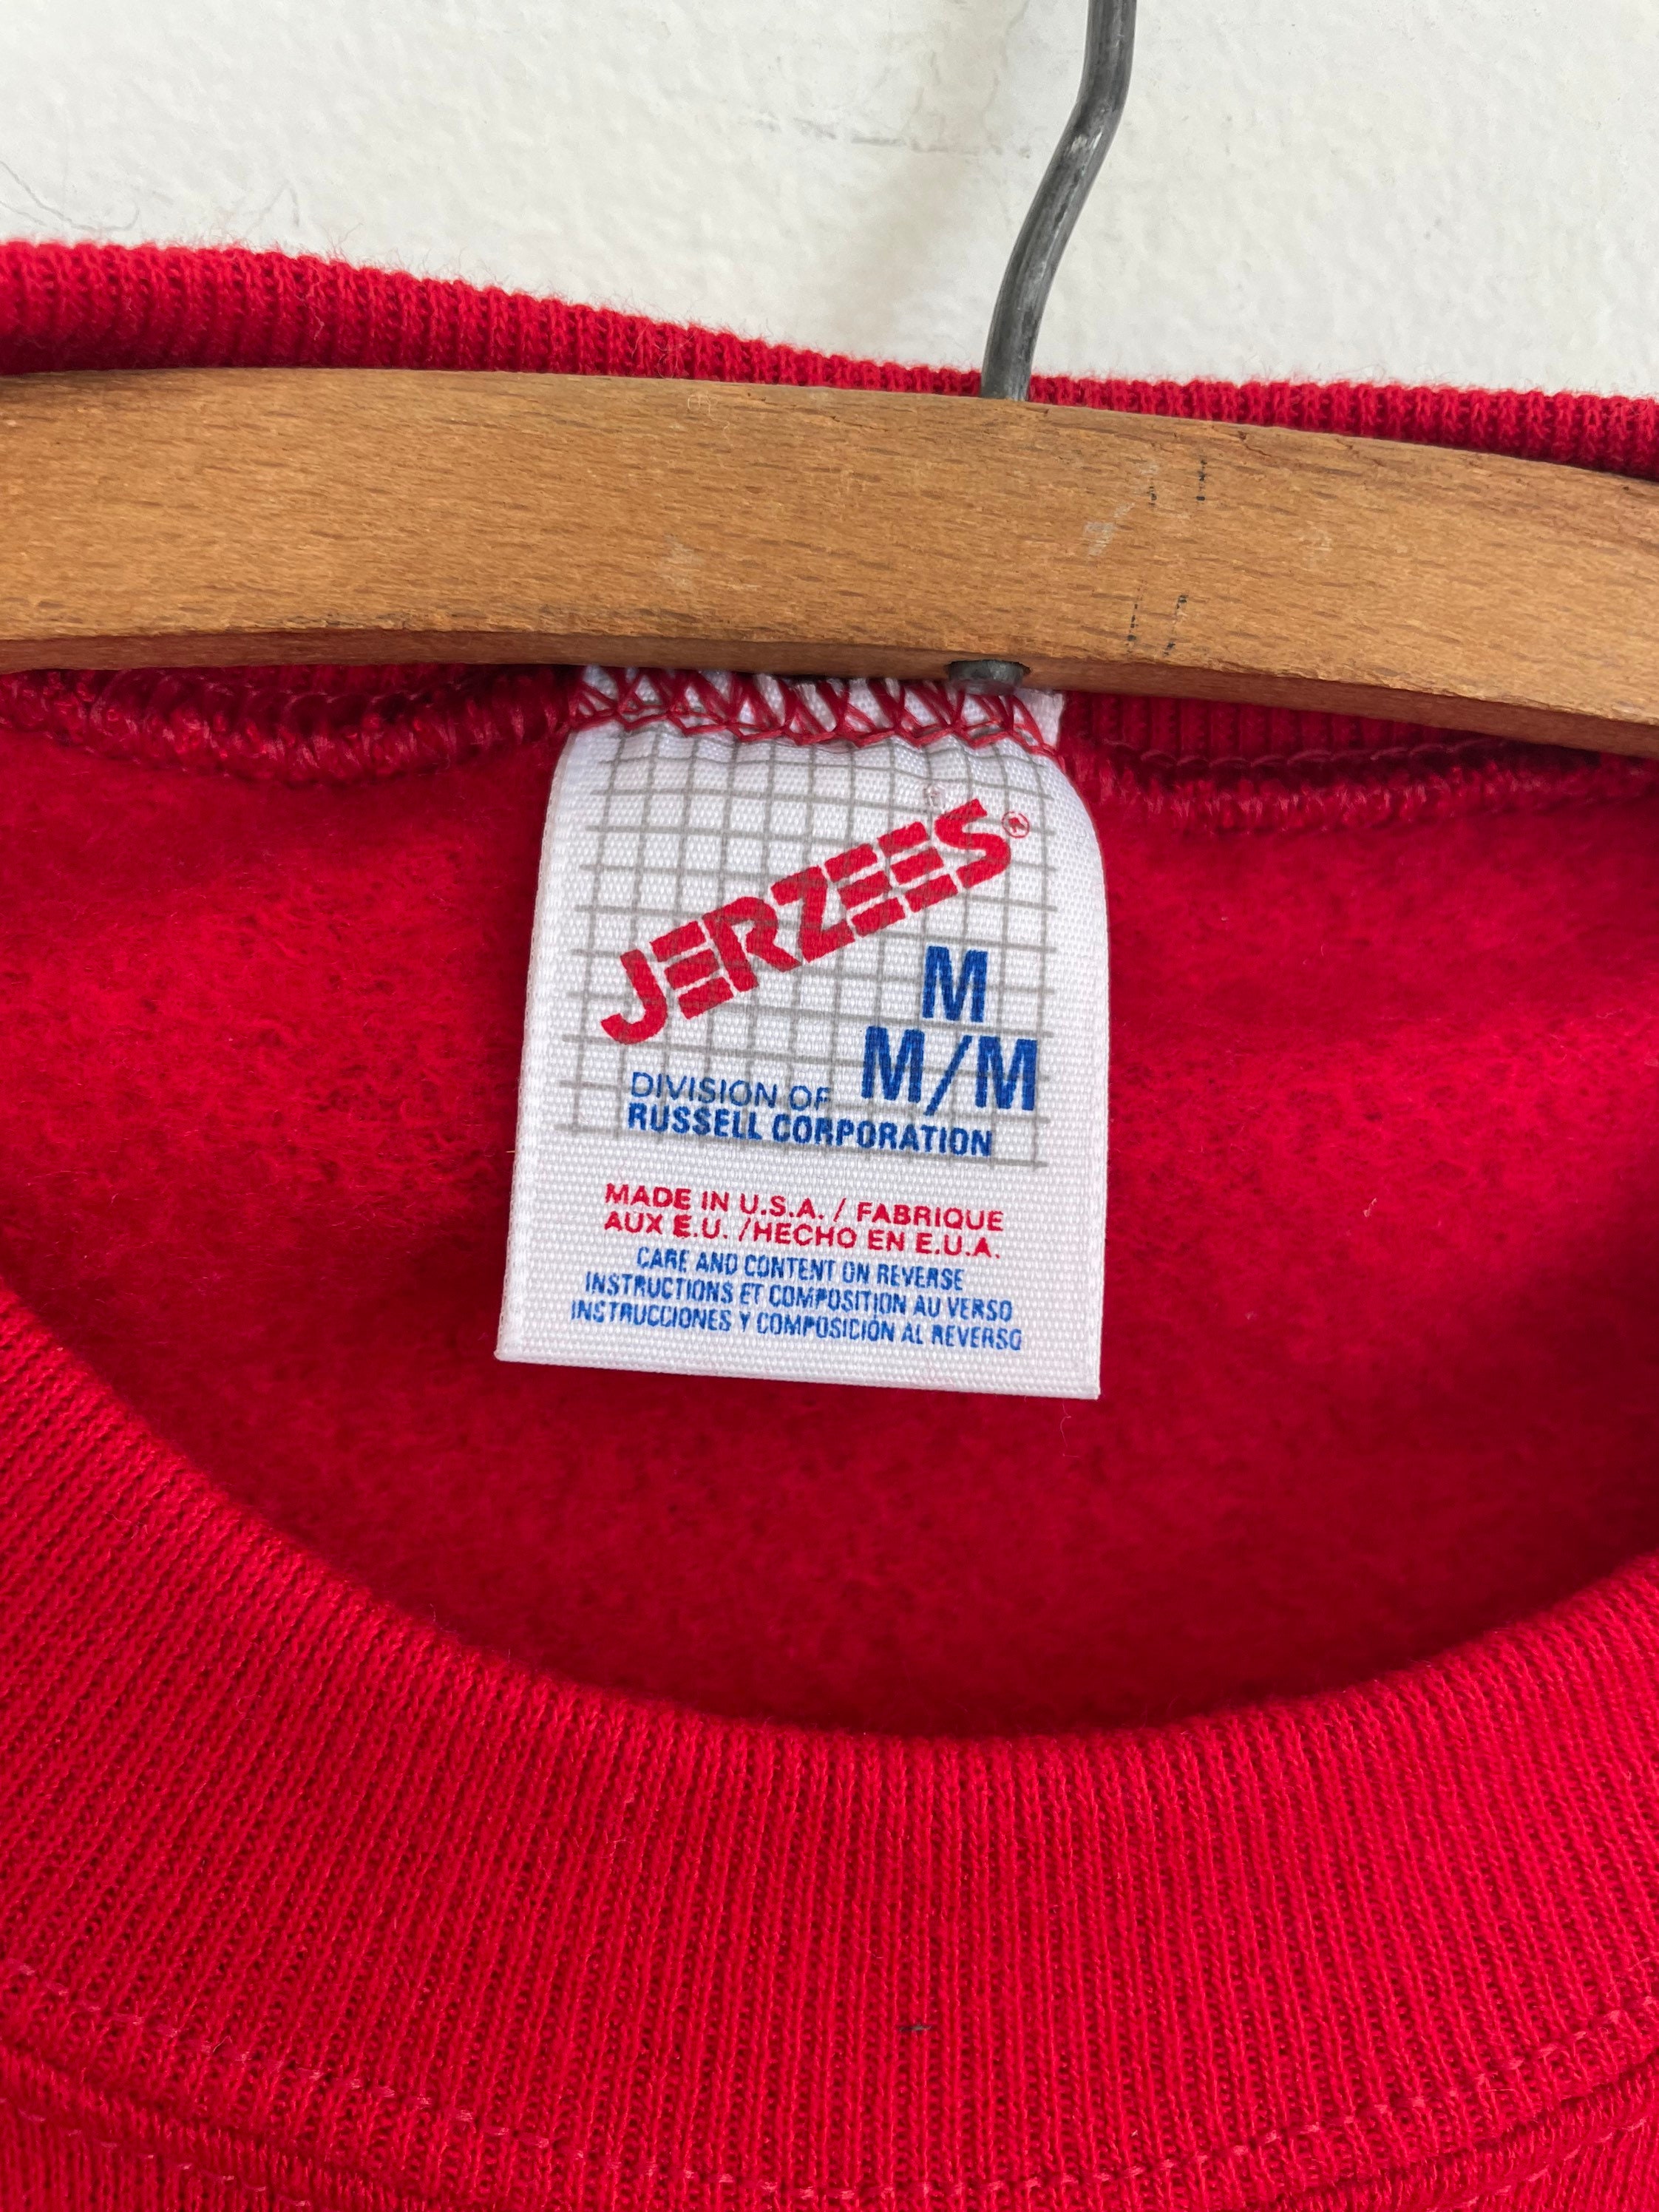 JERZEES®
M
M/M
DIVISION OF
RUSSELL CORPORATION
MADE IN U.S.A. / FABRIQUE
AUX E.U. /HECHO EN E.U.A.
CARE AND CONTENT ON REVERSE
INSTRUCTIONS ET COMPOSITION AU VERSO
INSTRUCCIONES Y COMPOSICIÓN AL REVERSO